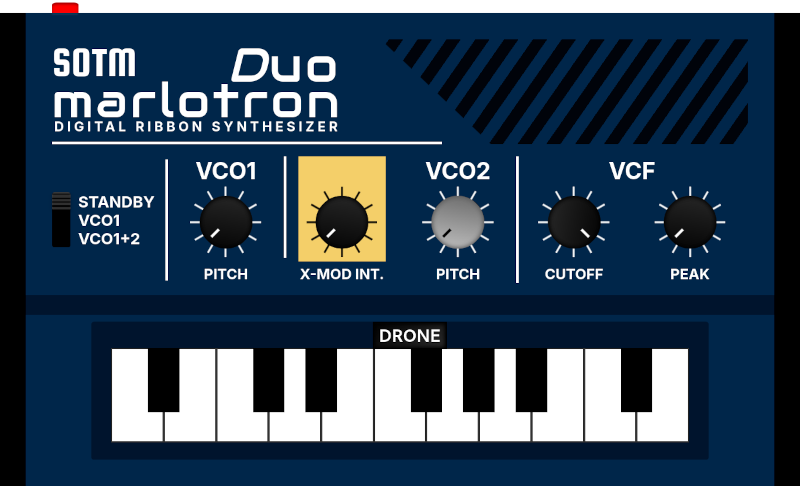 SOTM Duo
marlotron
DIGITAL RIBBON SYNTHESIZER
VCO1 VCO2 VCF
STANDBY
VCO1
VCO1+2
PITCH X-MOD INT. PITCH CUTOFF PEAK
DRONE